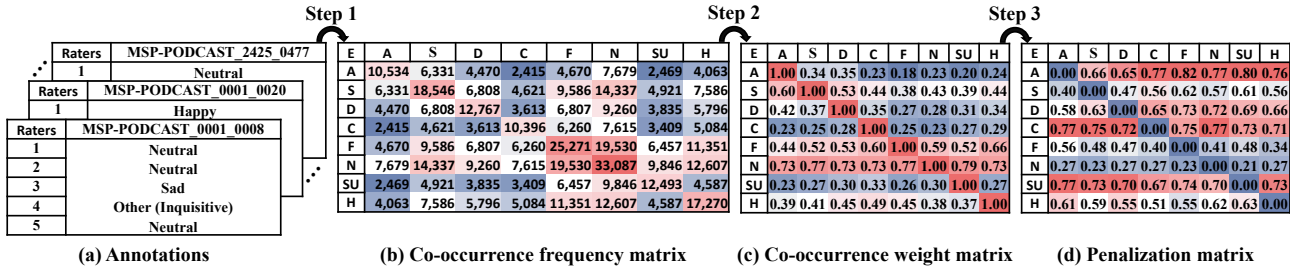 Step 1
Step 2
Step 3
Raters MSP-PODCAST_2425_0477
1 Neutral
Raters MSP-PODCAST_0001_0020
1 Happy
Raters MSP-PODCAST_0001_0008
1 Neutral
2 Neutral
3 Sad
4 Other (Inquisitive)
5 Neutral
(a) Annotations
E A S D C F N SU H
A 10,534 6,331 4,470 2,415 4,670 7,679 2,469 4,063
S 6,331 18,546 6,808 4,621 9,586 14,337 4,921 7,586
D 4,470 6,808 12,767 3,613 6,807 9,260 3,835 5,796
C 2,415 4,621 3,613 10,396 6,260 7,615 3,409 5,084
F 4,670 9,586 6,807 6,260 25,271 19,530 6,457 11,351
N 7,679 14,337 9,260 7,615 19,530 33,087 9,846 12,607
SU 2,469 4,921 3,835 3,409 6,457 9,846 12,493 4,587
H 4,063 7,586 5,796 5,084 11,351 12,607 4,587 17,270
(b) Co-occurrence frequency matrix
E A S D C F N SU H
A 1.00 0.34 0.35 0.23 0.18 0.23 0.20 0.24
S 0.60 1.00 0.53 0.44 0.38 0.43 0.39 0.44
D 0.42 0.37 1.00 0.35 0.27 0.28 0.31 0.34
C 0.23 0.25 0.28 1.00 0.25 0.23 0.27 0.29
F 0.44 0.52 0.53 0.60 1.00 0.59 0.52 0.66
N 0.73 0.77 0.73 0.73 0.77 1.00 0.79 0.73
SU 0.23 0.27 0.30 0.33 0.26 0.30 1.00 0.27
H 0.39 0.41 0.45 0.49 0.45 0.38 0.37 1.00
(c) Co-occurrence weight matrix
E A S D C F N SU H
A 0.00 0.66 0.65 0.77 0.82 0.77 0.80 0.76
S 0.40 0.00 0.47 0.56 0.62 0.57 0.61 0.56
D 0.58 0.63 0.00 0.65 0.73 0.72 0.69 0.66
C 0.77 0.75 0.72 0.00 0.75 0.77 0.73 0.71
F 0.56 0.48 0.47 0.40 0.00 0.41 0.48 0.34
N 0.27 0.23 0.27 0.27 0.23 0.00 0.21 0.27
SU 0.77 0.73 0.70 0.67 0.74 0.70 0.00 0.73
H 0.61 0.59 0.55 0.51 0.55 0.62 0.63 0.00
(d) Penalization matrix